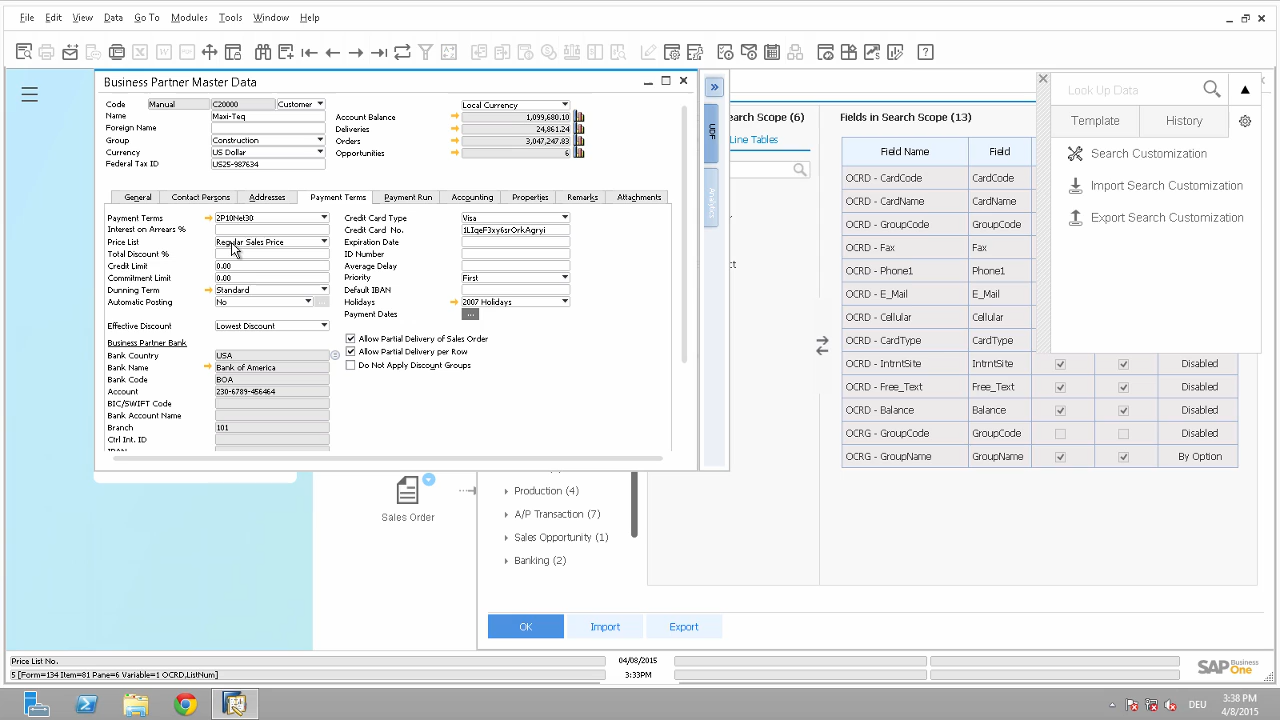 File Edit View Data Go To Modules Tools Window Help
Business Partner Master Data
Code Manual C20000 Customer
Name Maxi-Teq
Foreign Name
Group Construction
Currency US Dollar
Federal Tax ID US25-987634
Local Currency
Account Balance 1,099,680.10
Deliveries 24,861.24
Orders 3,047,247.83
Opportunities 6
General Contact Persons Addresses Payment Terms Payment Run Accounting Properties Remarks Attachments
Payment Terms 2P10Net30
Interest on Arrears %
Price List Regular Sales Price
Total Discount %
Credit Limit 0.00
Commitment Limit 0.00
Dunning Term Standard
Automatic Posting No
Effective Discount Lowest Discount
Business Partner Bank
Bank Country USA
Bank Name Bank of America
Bank Code BOA
Account 230-6789-456464
BIC/SWIFT Code
Bank Account Name
Branch 101
Ctrl Int. ID
Credit Card Type Visa
Credit Card No. 1LIqeF3xy6srOrkAgryi
Expiration Date
ID Number
Average Delay
Priority First
Default IBAN
Holidays 2007 Holidays
Payment Dates ...
Allow Partial Delivery of Sales Order
Allow Partial Delivery per Row
Do Not Apply Discount Groups
UDF
earch Scope (6)
Line Tables
ct
Fields in Search Scope (13)
Field Name Field
OCRD - CardCode CardCode
OCRD - CardName CardName
OCRD - GroupCode GroupCode
OCRD - Fax Fax
OCRD - Phone1 Phone1
OCRD - E_Mail E_Mail
OCRD - Cellular Cellular
OCRD - CardType CardType
OCRD - IntrntSite IntrntSite Disabled
OCRD - Free_Text Free_Text Disabled
OCRD - Balance Balance Disabled
OCRG - GroupCode GroupCode Disabled
OCRG - GroupName GroupName By Option
Look Up Data
Template History
Search Customization
Import Search Customization
Export Search Customization
Sales Order
Production (4)
A/P Transaction (7)
Sales Opportunity (1)
Banking (2)
OK Import Export
Price List No.
5 [Form=134 Item=81 Pane=6 Variable=1 OCRD,ListNum]
04/08/2015
3:33PM
SAP Business One
DEU
3:38 PM
4/8/2015